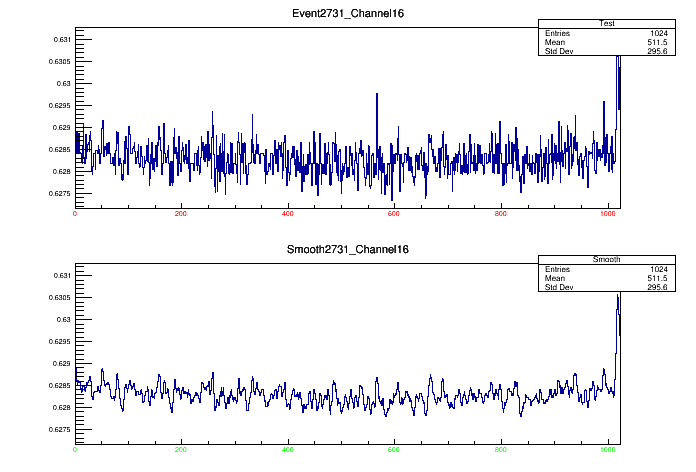 Event2731_Channel16
Test
Entries 1024
Mean 511.5
Std Dev 295.6
0.631
0.6305
0.63
0.6295
0.629
0.6285
0.628
0.6275
0 200 400 600 800 1000
Smooth2731_Channel16
Smooth
Entries 1024
Mean 511.5
Std Dev 295.6
0.631
0.6305
0.63
0.6295
0.629
0.6285
0.628
0.6275
0 200 400 600 800 1000